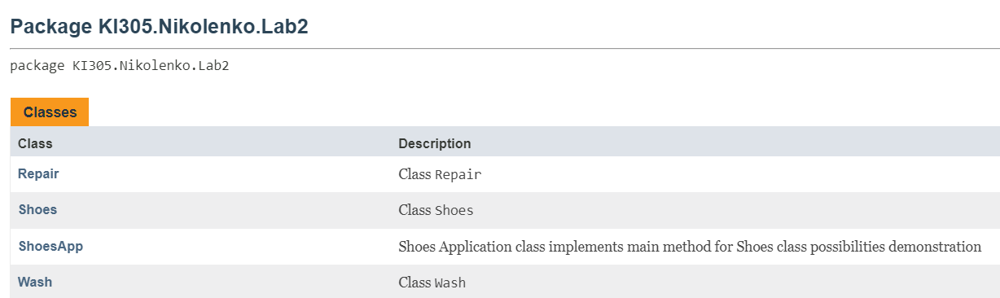 Package KI305.Nikolenko.Lab2
package KI305.Nikolenko.Lab2
Classes
Class Description
Repair Class Repair
Shoes Class Shoes
ShoesApp Shoes Application class implements main method for Shoes class possibilities demonstration
Wash Class Wash